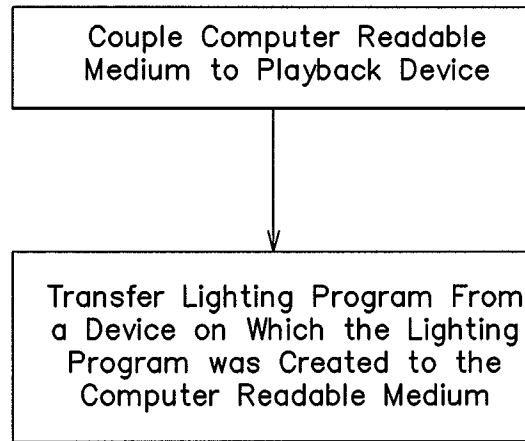 Couple Computer Readable
Medium to Playback Device
Transfer Lighting Program From
a Device on Which the Lighting
Program was Created to the
Computer Readable Medium